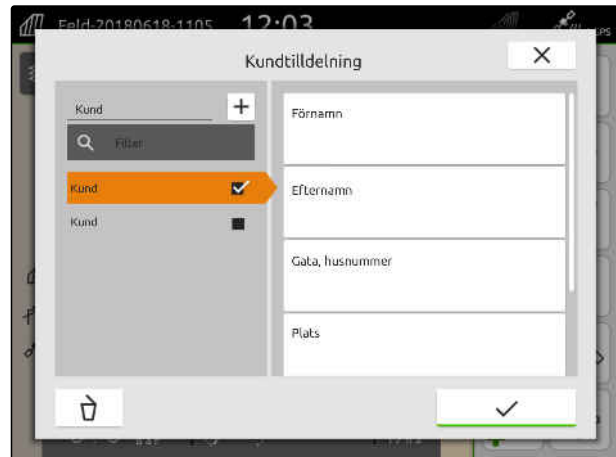 Feld-20180618-1105 12:03
Kundtilldelning
Kund
Filter
Kund
Kund
Förnamn
Efternamn
Gata, husnummer
Plats